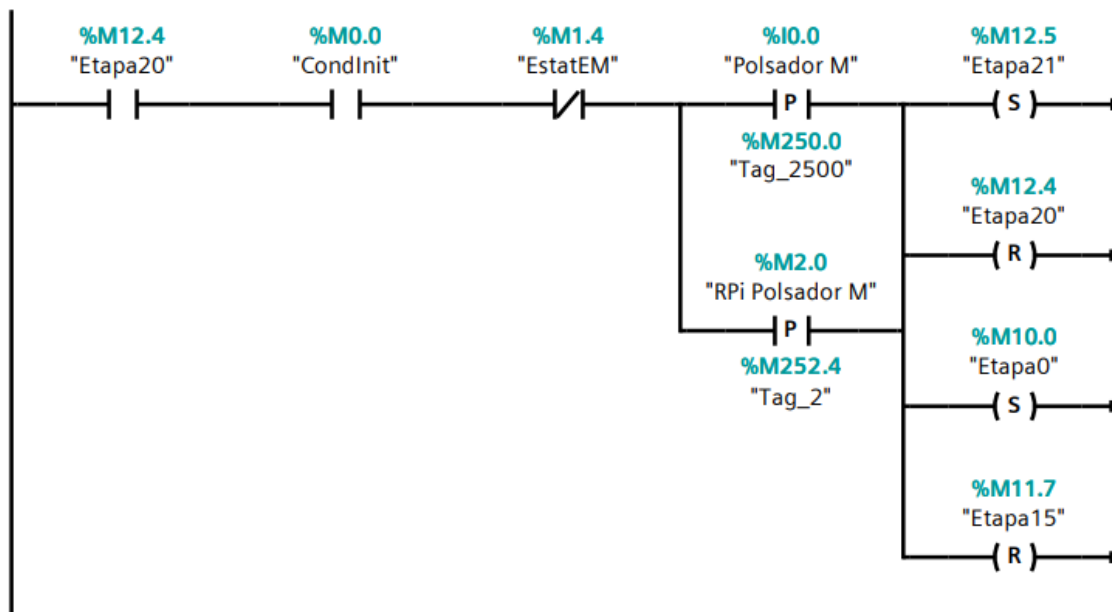 %M12.4
"Etapa20"
%M0.0
"CondInit"
%M1.4
"EstatEM"
%I0.0
"Polsador M"
%M12.5
"Etapa21"
P
S
%M250.0
"Tag_2500"
%M12.4
"Etapa20"
R
%M2.0
"RPi Polsador M"
P
%M252.4
"Tag_2"
%M10.0
"Etapa0"
S
%M11.7
"Etapa15"
R